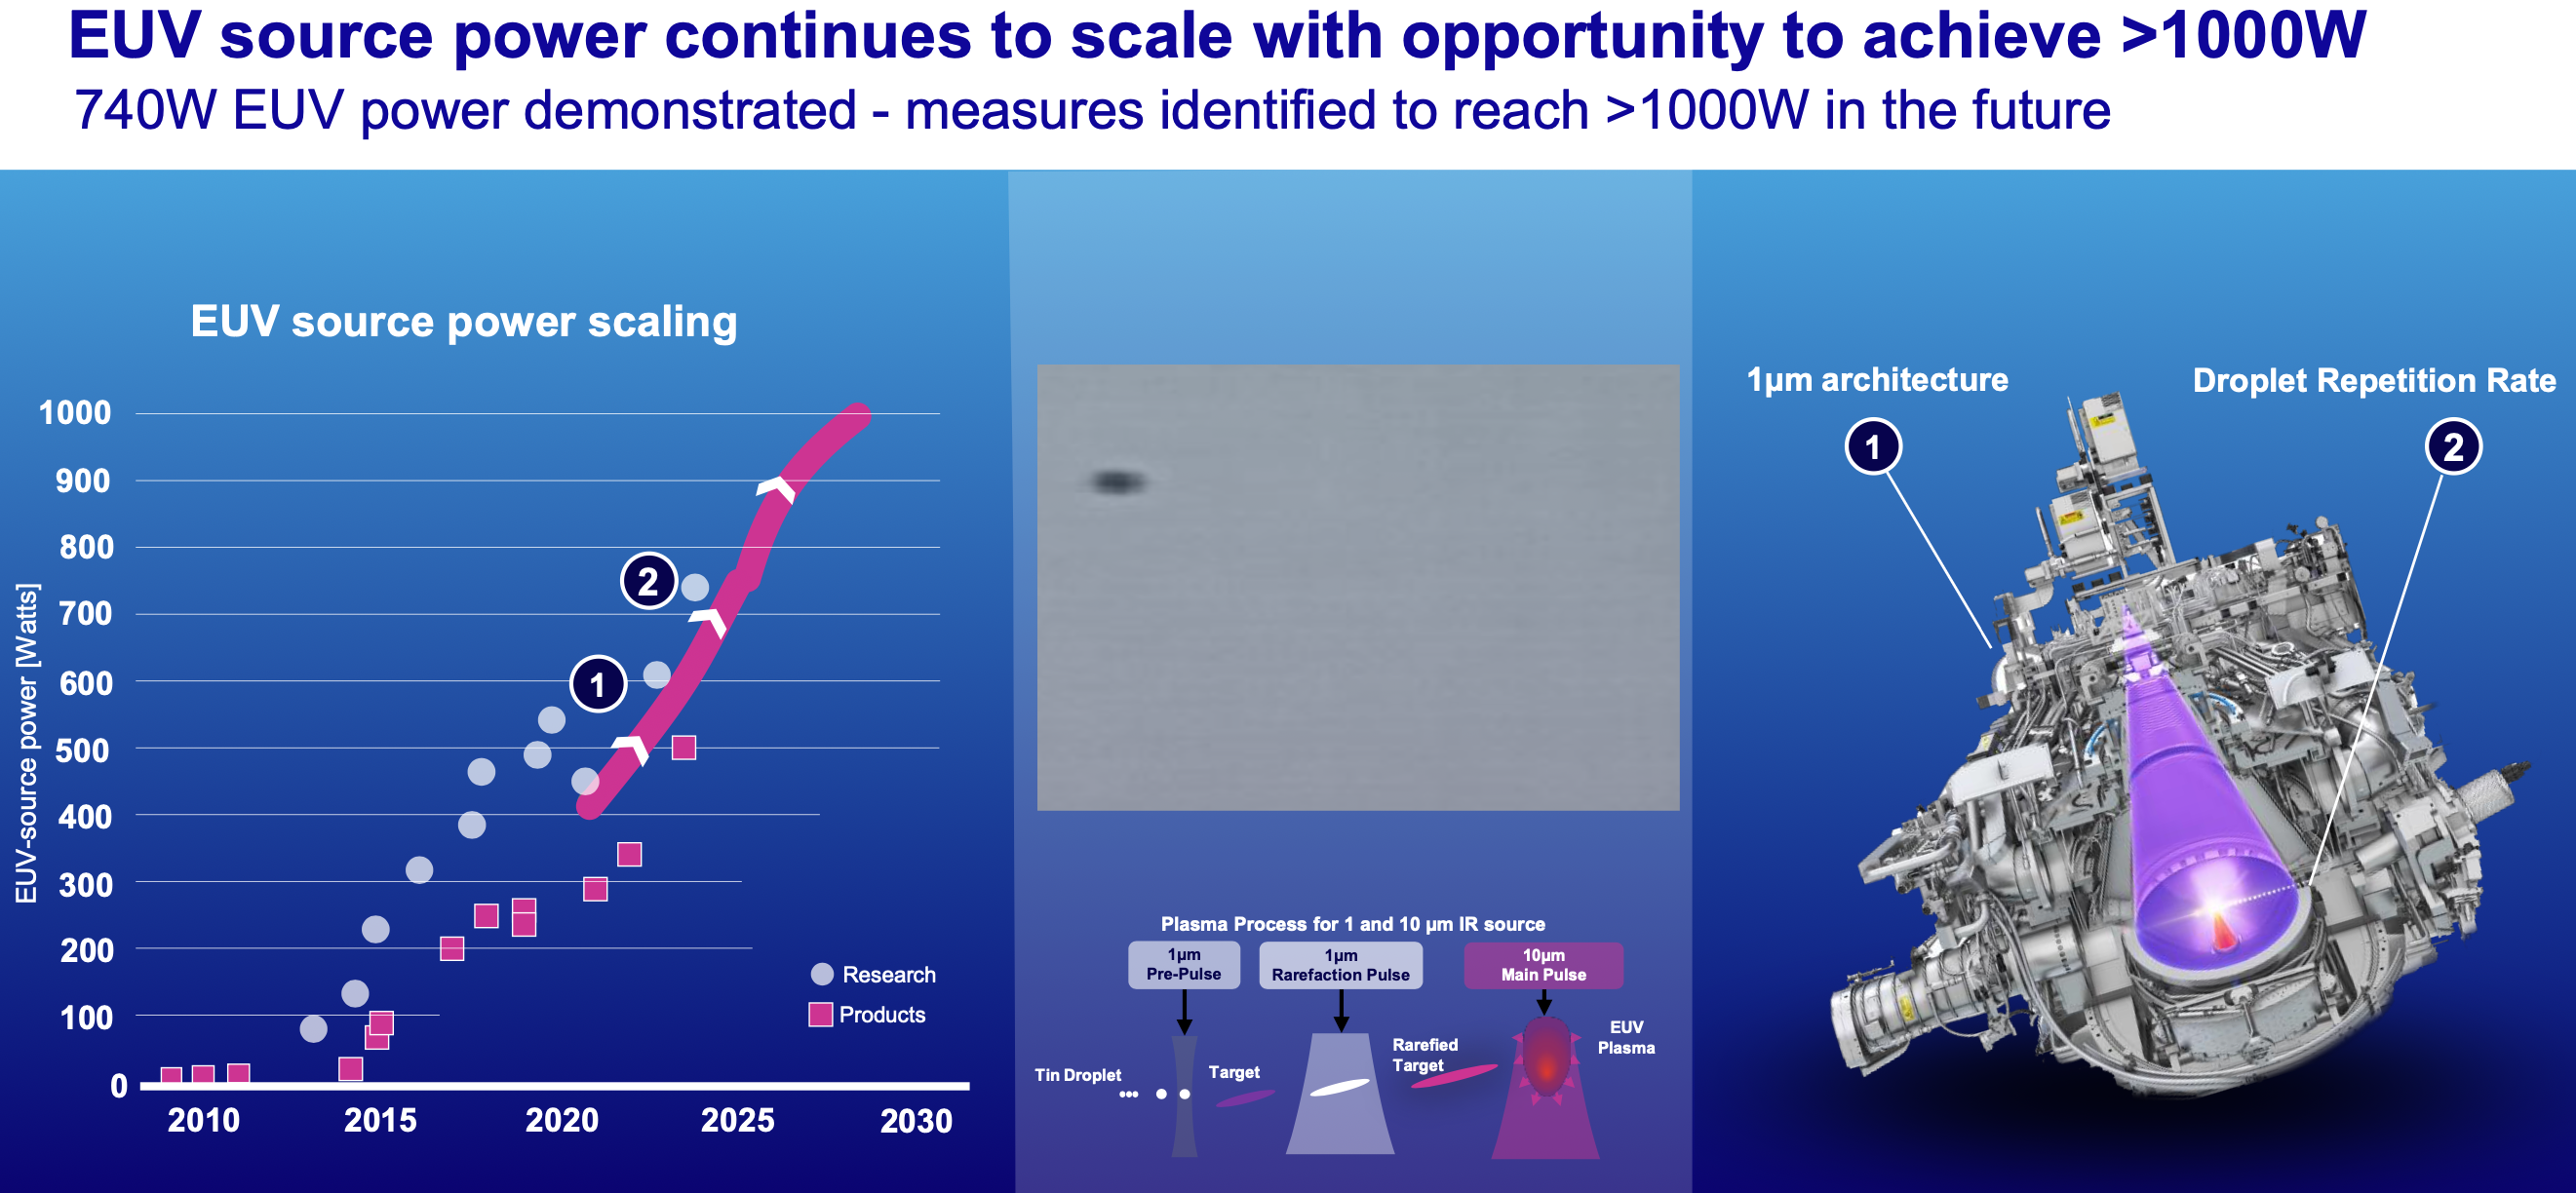 EUV source power continues to scale with opportunity to achieve >1000W
740W EUV power demonstrated - measures identified to reach >1000W in the future
EUV source power scaling
EUV-source power [Watts]
1000
900
800
700
600
500
400
300
200
100
0
2010
2015
2020
2025
2030
1
2
Research
Products
Plasma Process for 1 and 10 µm IR source
1µm
Pre-Pulse
1µm
Rarefaction Pulse
10µm
Main Pulse
Tin Droplet
Target
Rarefied
Target
EUV
Plasma
1µm architecture
1
Droplet Repetition Rate
2